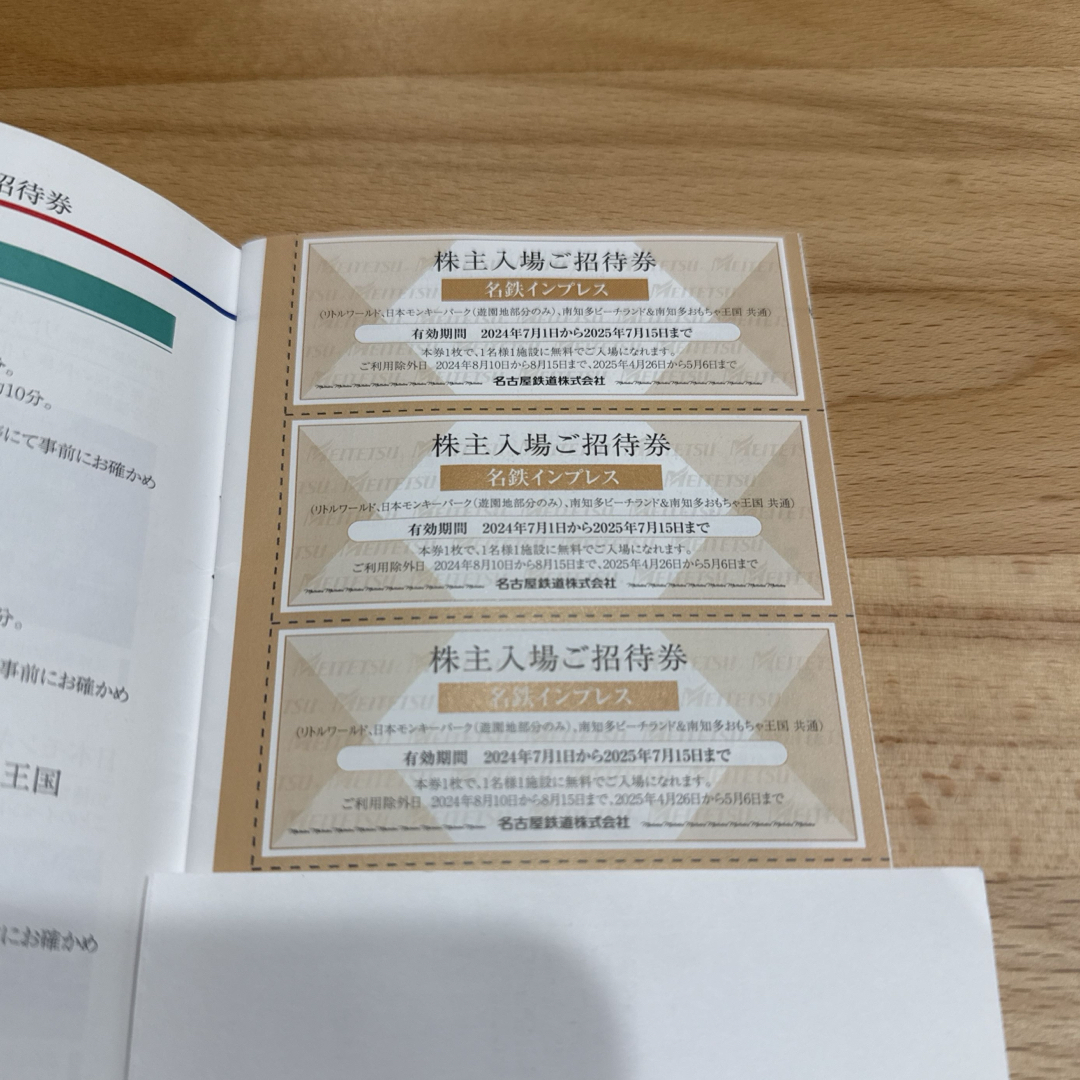 招待券
約10分。
等にて事前にお確かめ
分。
事前にお確かめ
王国
にお確かめ
株主入場ご招待券
名鉄インプレス
(リトルワールド、日本モンキーパーク(遊園地部分のみ)、南知多ビーチランド&南知多おもちゃ王国 共通)
有効期間 2024年7月1日から2025年7月15日まで
本券1枚で、1名様1施設に無料でご入場になれます。
ご利用除外日 2024年8月10日から8月15日まで、2025年4月26日から5月6日まで
名古屋鉄道株式会社
株主入場ご招待券
名鉄インプレス
(リトルワールド、日本モンキーパーク(遊園地部分のみ)、南知多ビーチランド&南知多おもちゃ王国 共通)
有効期間 2024年7月1日から2025年7月15日まで
本券1枚で、1名様1施設に無料でご入場になれます。
ご利用除外日 2024年8月10日から8月15日まで、2025年4月26日から5月6日まで
名古屋鉄道株式会社
株主入場ご招待券
名鉄インプレス
(リトルワールド、日本モンキーパーク(遊園地部分のみ)、南知多ビーチランド&南知多おもちゃ王国 共通)
有効期間 2024年7月1日から2025年7月15日まで
本券1枚で、1名様1施設に無料でご入場になれます。
ご利用除外日 2024年8月10日から8月15日まで、2025年4月26日から5月6日まで
名古屋鉄道株式会社